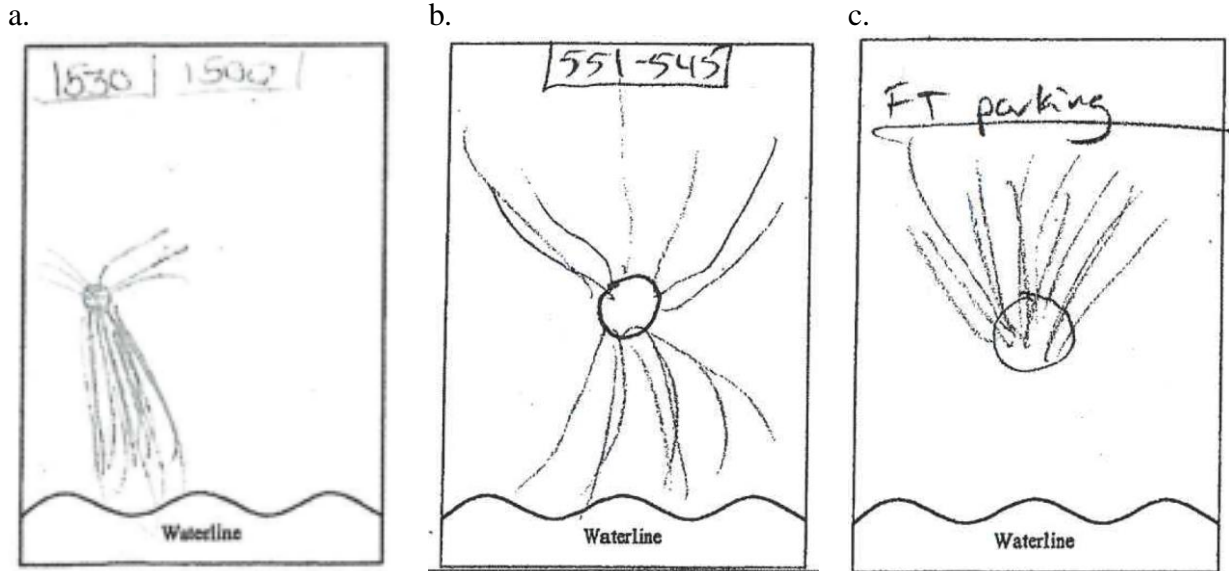 a.
1530 1500
Waterline
b.
551-545
Waterline
c.
FT parking
Waterline